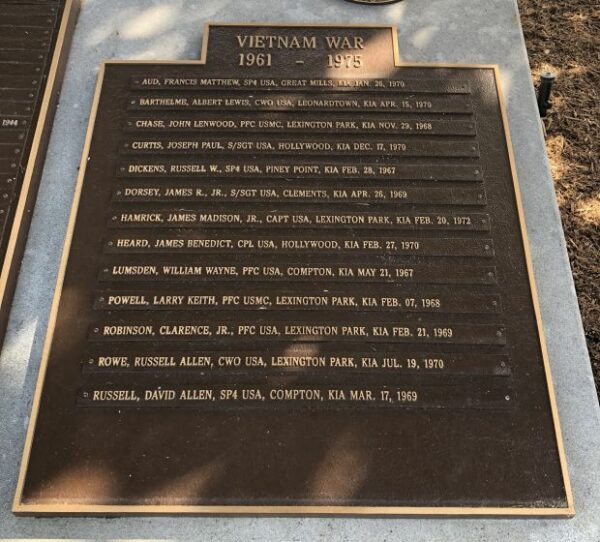 VIETNAM WAR
1961 - 1975
AUD, FRANCIS MATTHEW, SP4 USA, GREAT MILLS, KIA JAN. 26, 1970
BARTHELME, ALBERT LEWIS, CWO USA, LEONARDTOWN, KIA APR. 15, 1970
CHASE, JOHN LENWOOD, PFC USMC, LEXINGTON PARK, KIA NOV. 29, 1968
CURTIS, JOSEPH PAUL, S/SGT USA, HOLLYWOOD, KIA DEC. 17, 1970
DICKENS, RUSSELL W., SP4 USA, PINEY POINT, KIA FEB. 28, 1967
DORSEY, JAMES R., JR., S/SGT USA, CLEMENTS, KIA APR. 26, 1969
HAMRICK, JAMES MADISON, JR., CAPT USA, LEXINGTON PARK, KIA FEB. 20, 1972
HEARD, JAMES BENEDICT, CPL USA, HOLLYWOOD, KIA FEB. 27, 1970
LUMSDEN, WILLIAM WAYNE, PFC USA, COMPTON, KIA MAY 21, 1967
POWELL, LARRY KEITH, PFC USMC, LEXINGTON PARK, KIA FEB. 07, 1968
ROBINSON, CLARENCE, JR., PFC USA, LEXINGTON PARK, KIA FEB. 21, 1969
ROWE, RUSSELL ALLEN, CWO USA, LEXINGTON PARK, KIA JUL. 19, 1970
RUSSELL, DAVID ALLEN, SP4 USA, COMPTON, KIA MAR. 17, 1969
1944